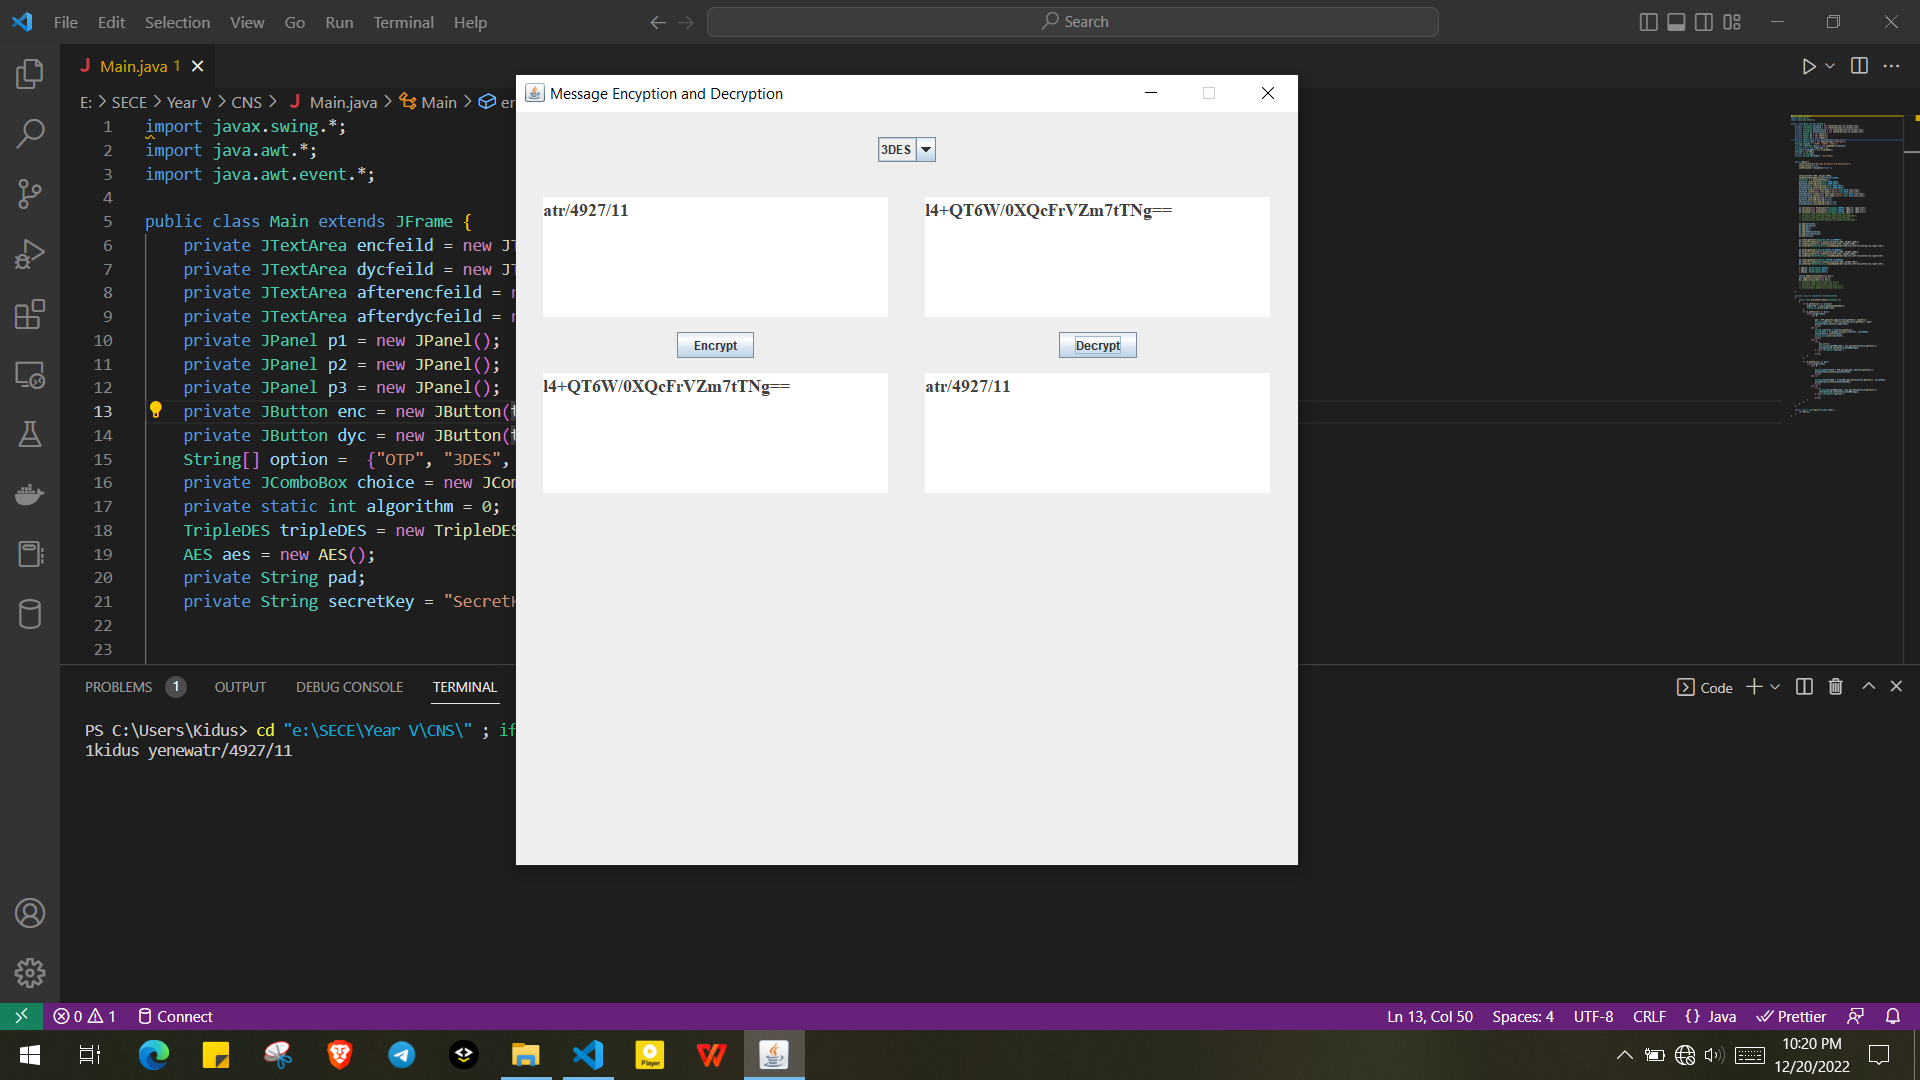 File Edit Selection View Go Run Terminal Help
Search
Main.java 1
E: > SECE > Year V > CNS > Main.java > Main > er
1 import javax.swing.*;
2 import java.awt.*;
3 import java.awt.event.*;
4
5 public class Main extends JFrame {
6 private JTextArea encfeild = new JT
7 private JTextArea dycfeild = new JT
8 private JTextArea afterencfeild = n
9 private JTextArea afterdycfeild = n
10 private JPanel p1 = new JPanel();
11 private JPanel p2 = new JPanel();
12 private JPanel p3 = new JPanel();
13 private JButton enc = new JButton(t
14 private JButton dyc = new JButton(t
15 String[] option = {"OTP", "3DES",
16 private JComboBox choice = new JCom
17 private static int algorithm = 0;
18 TripleDES tripleDES = new TripleDES
19 AES aes = new AES();
20 private String pad;
21 private String secretKey = "SecretK
22
23
Message Encyption and Decryption
3DES
atr/4927/11
l4+QT6W/0XQcFrVZm7tTNg==
Encrypt
Decrypt
l4+QT6W/0XQcFrVZm7tTNg==
atr/4927/11
PROBLEMS 1 OUTPUT DEBUG CONSOLE TERMINAL
Code
PS C:\Users\Kidus> cd "e:\SECE\Year V\CNS\" ; if
1kidus yenewatr/4927/11
0 1 Connect
Ln 13, Col 50 Spaces: 4 UTF-8 CRLF {} Java Prettier
Player
10:20 PM
12/20/2022